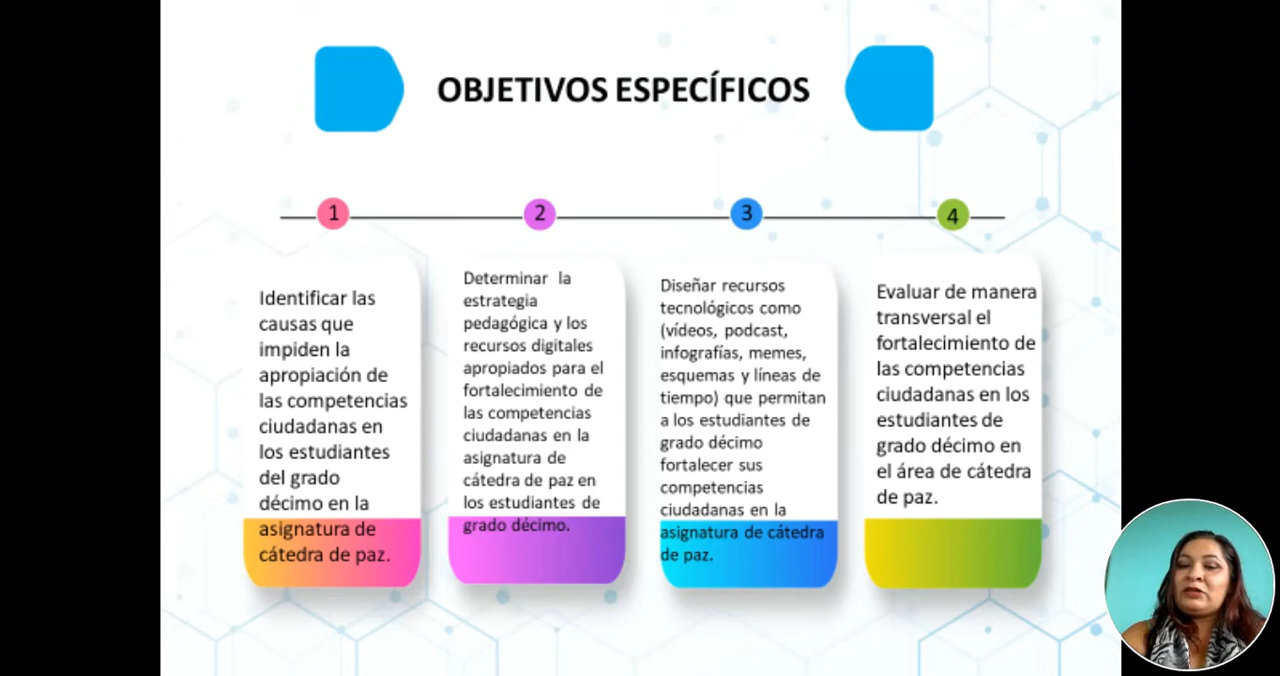 OBJETIVOS ESPECÍFICOS
1
2
3
4
Identificar las
causas que
impiden la
apropiación de
las competencias
ciudadanas en
los estudiantes
del grado
décimo en la
asignatura de
cátedra de paz.
Determinar la
estrategia
pedagógica y los
recursos digitales
apropiados para el
fortalecimiento de
las competencias
ciudadanas en la
asignatura de
cátedra de paz en
los estudiantes de
grado décimo.
Diseñar recursos
tecnológicos como
(vídeos, podcast,
infografías, memes,
esquemas y líneas de
tiempo) que permitan
a los estudiantes de
grado décimo
fortalecer sus
competencias
ciudadanas en la
asignatura de cátedra
de paz.
Evaluar de manera
transversal el
fortalecimiento de
las competencias
ciudadanas en los
estudiantes de
grado décimo en
el área de cátedra
de paz.